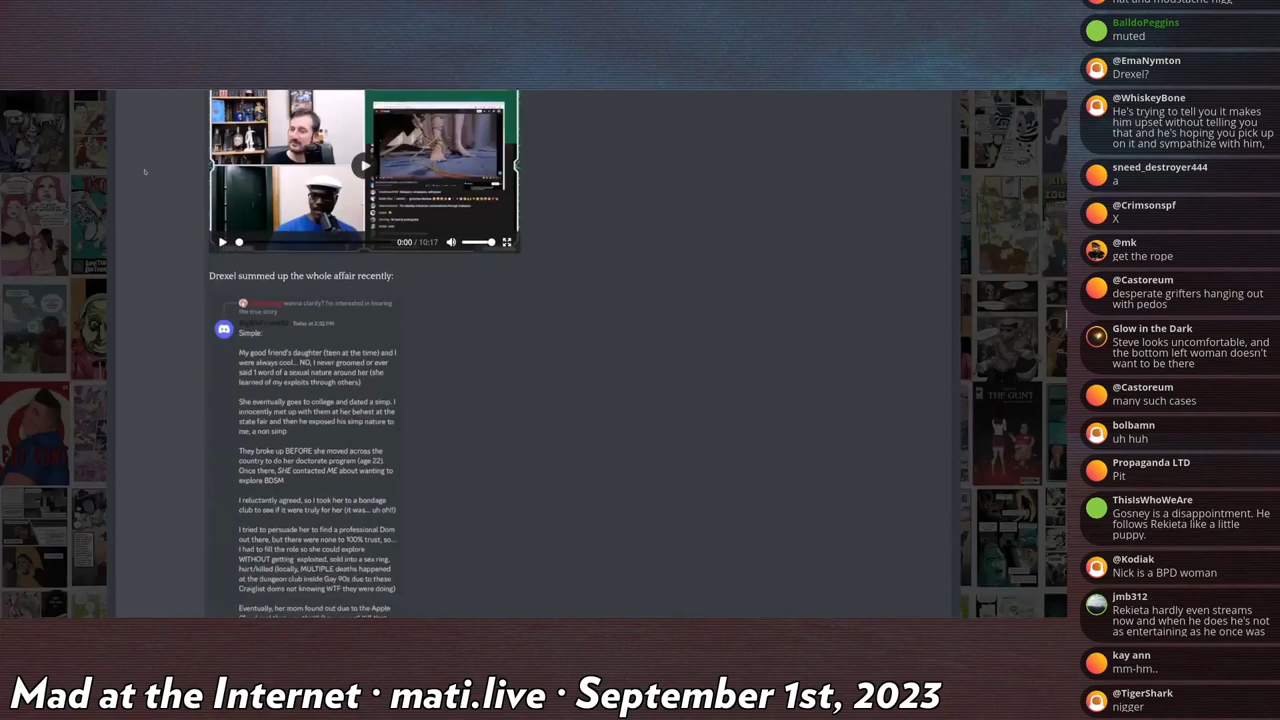 BalldoPeggins
muted
@EmaNymton
Drexel?
@WhiskeyBone
He's trying to tell you it makes
him upset without telling you
that and he's hoping you pick up
on it and sympathize with him,
sneed_destroyer444
a
@Crimsonspf
X
@mk
get the rope
@Castoreum
desperate grifters hanging out
with pedos
Glow in the Dark
Steve looks uncomfortable, and
the bottom left woman doesn't
want to be there
@Castoreum
many such cases
bolbamn
uh huh
Propaganda LTD
Pit
ThisIsWhoWeAre
Gosney is a disappointment. He
follows Rekieta like a little
puppy.
@Kodiak
Nick is a BPD woman
jmb312
Rekieta hardly even streams
now and when he does he's not
as entertaining as he once was
kay ann
mm-hm..
@TigerShark
nigger
0:00 / 10:17
Drexel summed up the whole affair recently:
wanna clarify? I'm interested in hearing
the true story
Today at 2:02 PM
Simple:
My good friend's daughter (teen at the time) and I
were always cool... NO, I never groomed or ever
said 1 word of a sexual nature around her (she
learned of my exploits through others)
She eventually goes to college and dated a simp. I
innocently met up with them at her behest at the
state fair and then he exposed his simp nature to
me, a non simp
They broke up BEFORE she moved across the
country to do her doctorate program (age 22).
Once there, SHE contacted ME about wanting to
explore BDSM
I reluctantly agreed, so I took her to a bondage
club to see if it were truly for her (it was... uh oh!!)
I tried to persuade her to find a professional Dom
out there, but there were none to 100% trust, so...
I had to fill the role so she could explore
WITHOUT getting exploited, sold into a sex ring,
hurt/killed (locally, MULTIPLE deaths happened
at the dungeon club inside Gay 90s due to these
Craiglist doms not knowing WTF they were doing)
Eventually, her mom found out due to the Apple
THE GUNT
Mad at the Internet · mati.live · September 1st, 2023